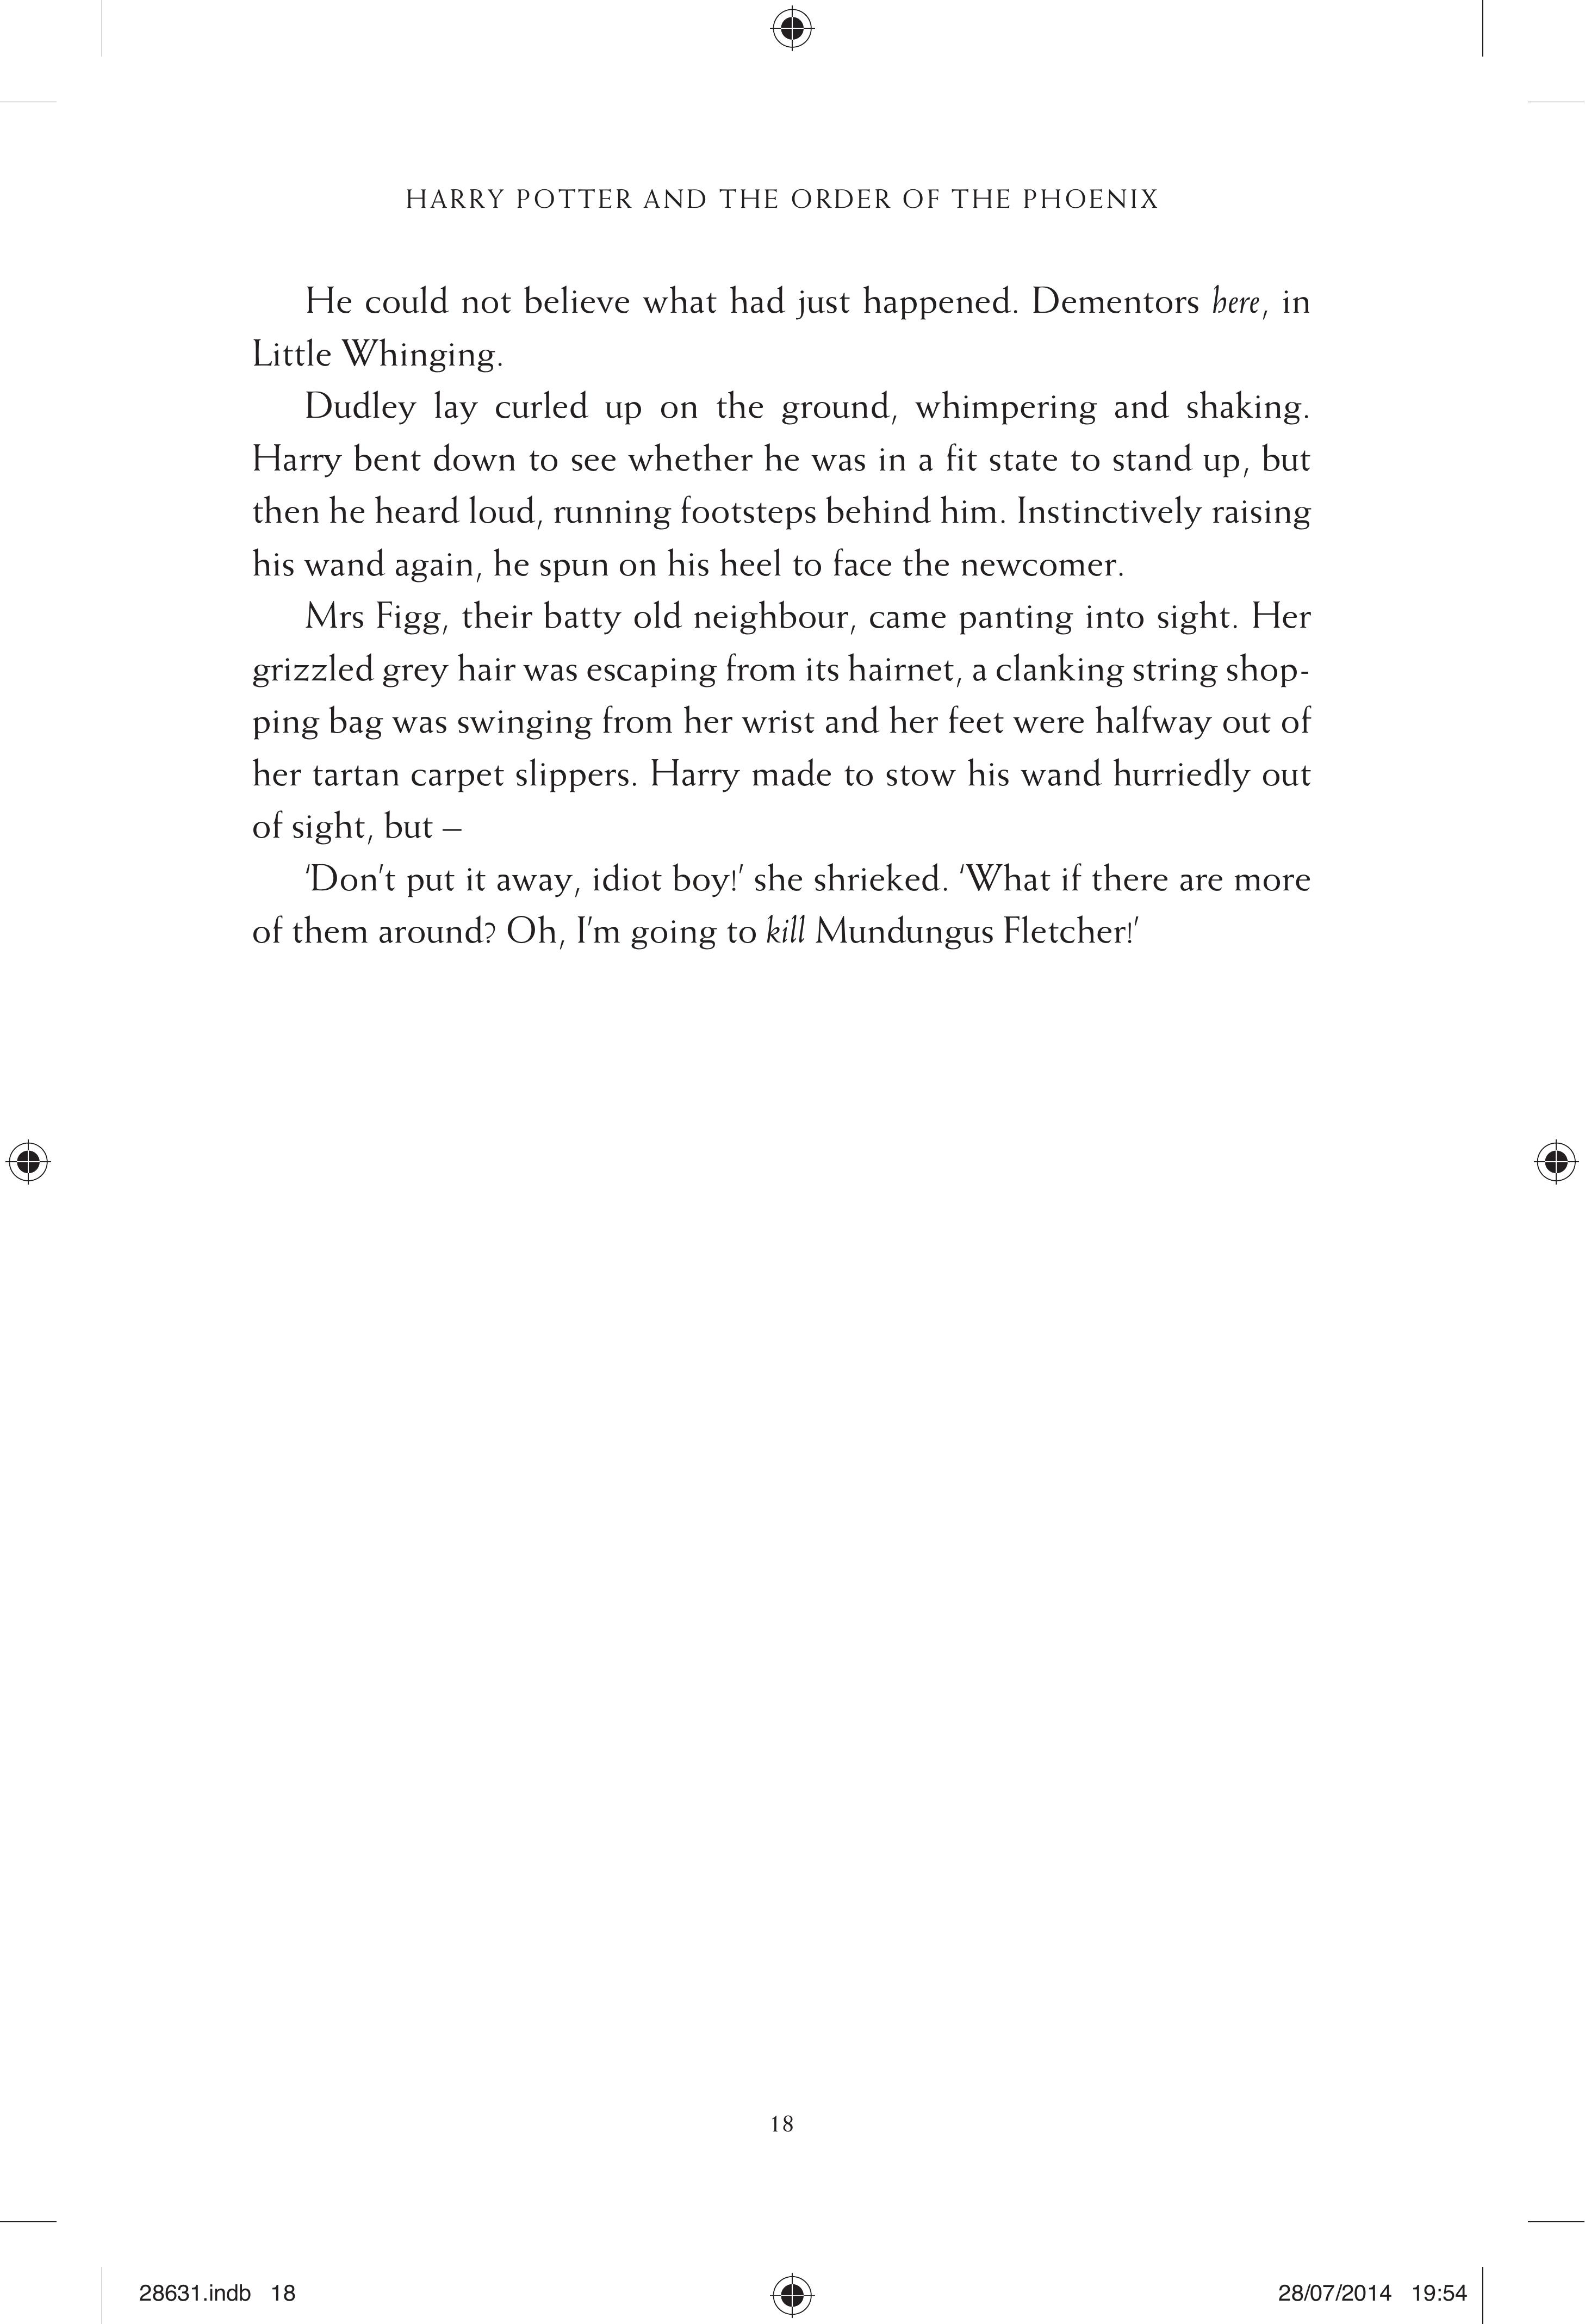 HARRY POTTER AND THE ORDER OF THE PHOENIX
He could not believe what had just happened. Dementors here, in
Little Whinging.
Dudley lay curled up on the ground, whimpering and shaking.
Harry bent down to see whether he was in a fit state to stand up, but
then he heard loud, running footsteps behind him. Instinctively raising
his wand again, he spun on his heel to face the newcomer.
Mrs Figg, their batty old neighbour, came panting into sight. Her
grizzled grey hair was escaping from its hairnet, a clanking string shop-
ping bag was swinging from her wrist and her feet were halfway out of
her tartan carpet slippers. Harry made to stow his wand hurriedly out
of sight, but –
‘Don’t put it away, idiot boy!’ she shrieked. ‘What if there are more
of them around? Oh, I’m going to kill Mundungus Fletcher!’
18
28631.indb 18 28/07/2014 19:54